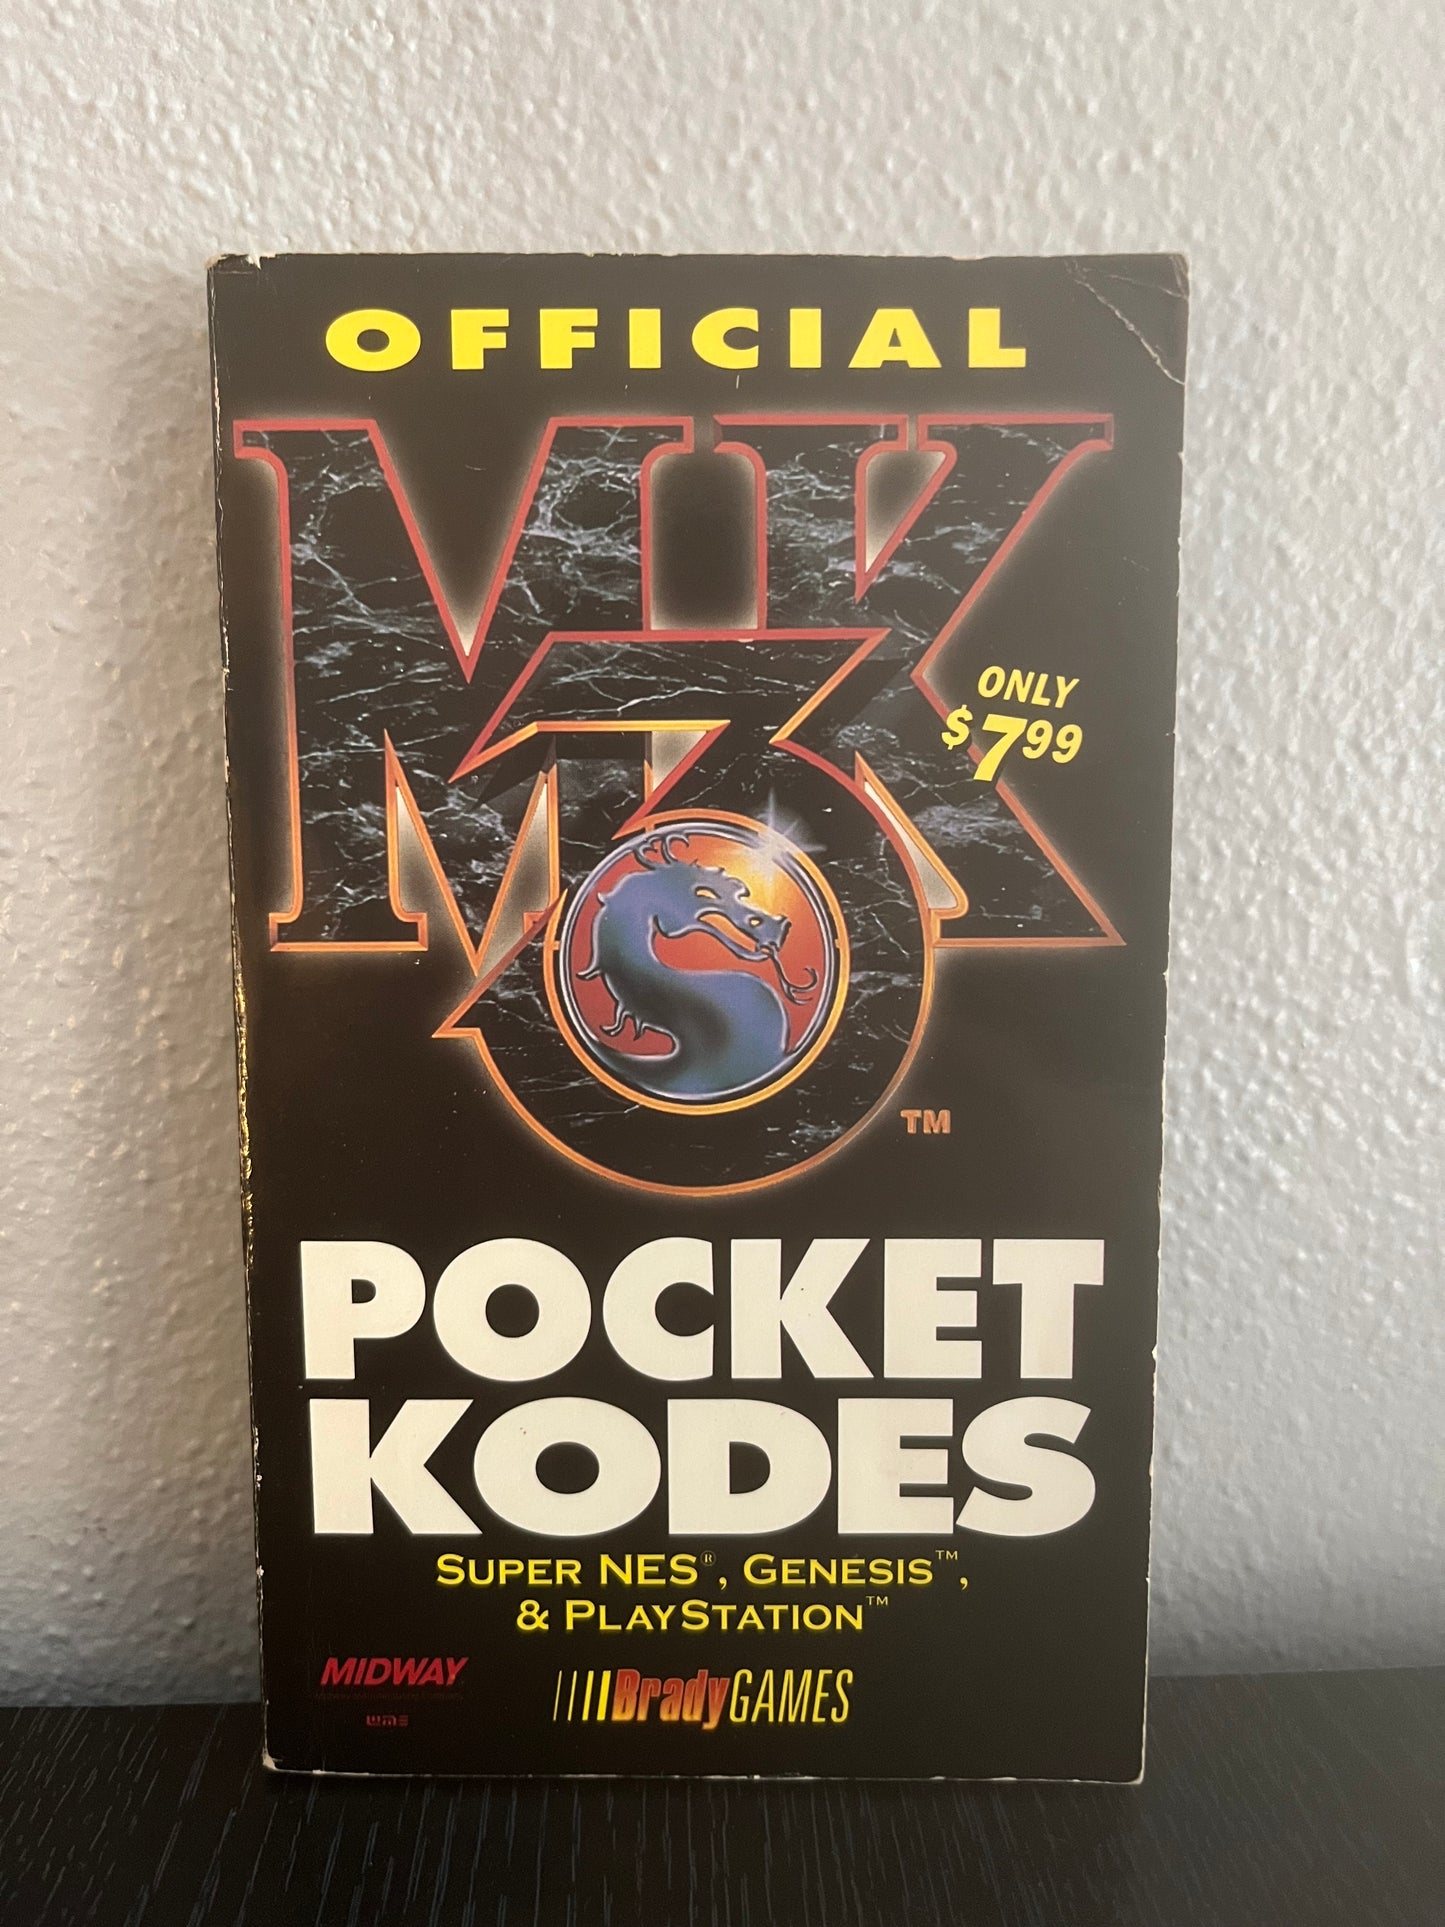 OFFICIAL
MK
3
ONLY
$7.99
TM
POCKET
KODES
SUPER NES®, GENESIS™,
& PLAYSTATION™
MIDWAY
BradyGAMES